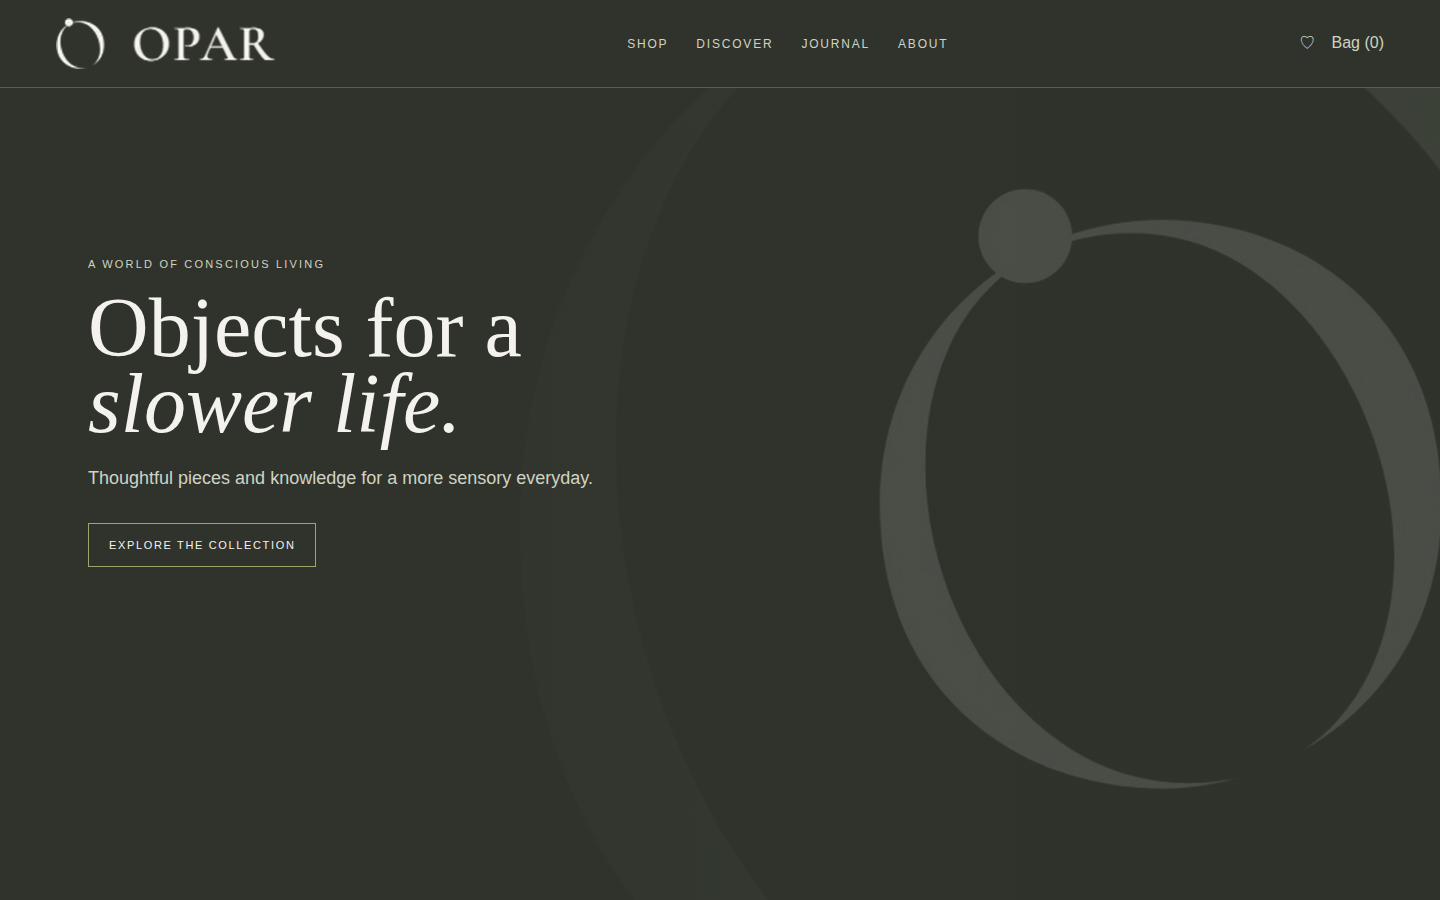 OPAR
SHOP DISCOVER JOURNAL ABOUT
♡ Bag (0)
A WORLD OF CONSCIOUS LIVING
Objects for a
slower life.
Thoughtful pieces and knowledge for a more sensory everyday.
EXPLORE THE COLLECTION